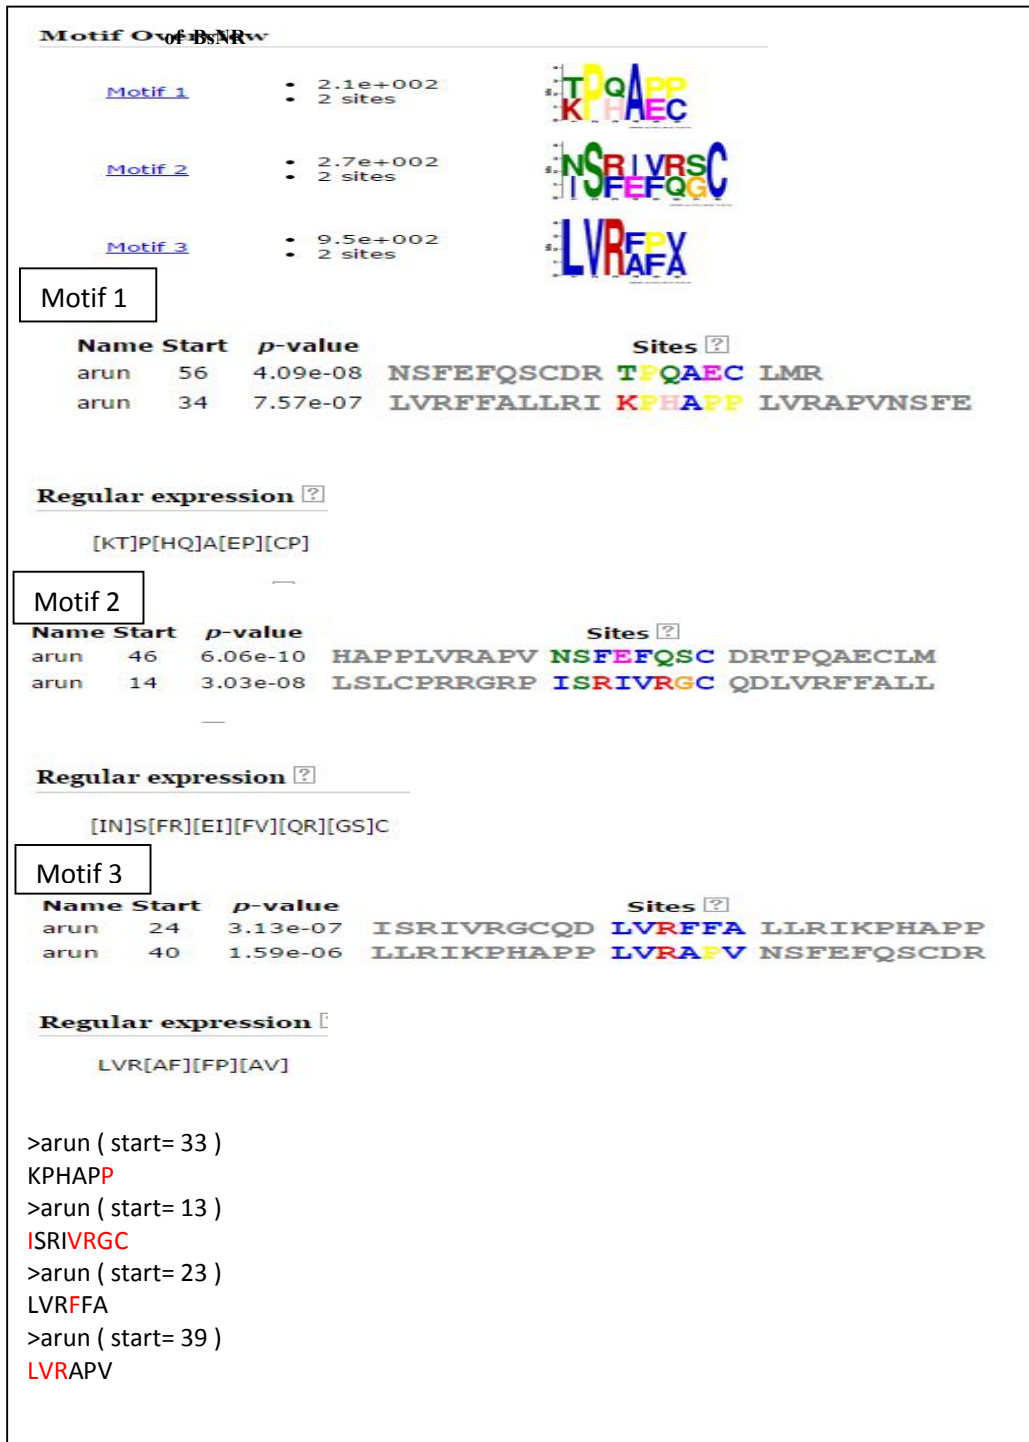 Motif Overview of BsNR
Motif 1
• 2.1e+002
• 2 sites
Motif 2
• 2.7e+002
• 2 sites
Motif 3
• 9.5e+002
• 2 sites
Motif 1
Name Start p-value Sites ?
arun 56 4.09e-08 NSFEFQSCDR TPQAEC LMR
arun 34 7.57e-07 LVRFFALLRI KPHAPP LVRAPVNSFE
Regular expression ?
[KT]P[HQ]A[EP][CP]
Motif 2
Name Start p-value Sites ?
arun 46 6.06e-10 HAPPLVRAPV NSFEFQSC DRTPQAECLM
arun 14 3.03e-08 LSLCPRRGRP ISRIVRGC QDLVRFFALL
Regular expression ?
[IN]S[FR][EI][FV][QR][GS]C
Motif 3
Name Start p-value Sites ?
arun 24 3.13e-07 ISRIVRGCQD LVRFFA LLRIKPHAPP
arun 40 1.59e-06 LLRIKPHAPP LVRAPV NSFEFQSCDR
Regular expression
LVR[AF][FP][AV]
>arun ( start= 33 )
KPHAPP
>arun ( start= 13 )
ISRIVRGC
>arun ( start= 23 )
LVRFFA
>arun ( start= 39 )
LVRAPV